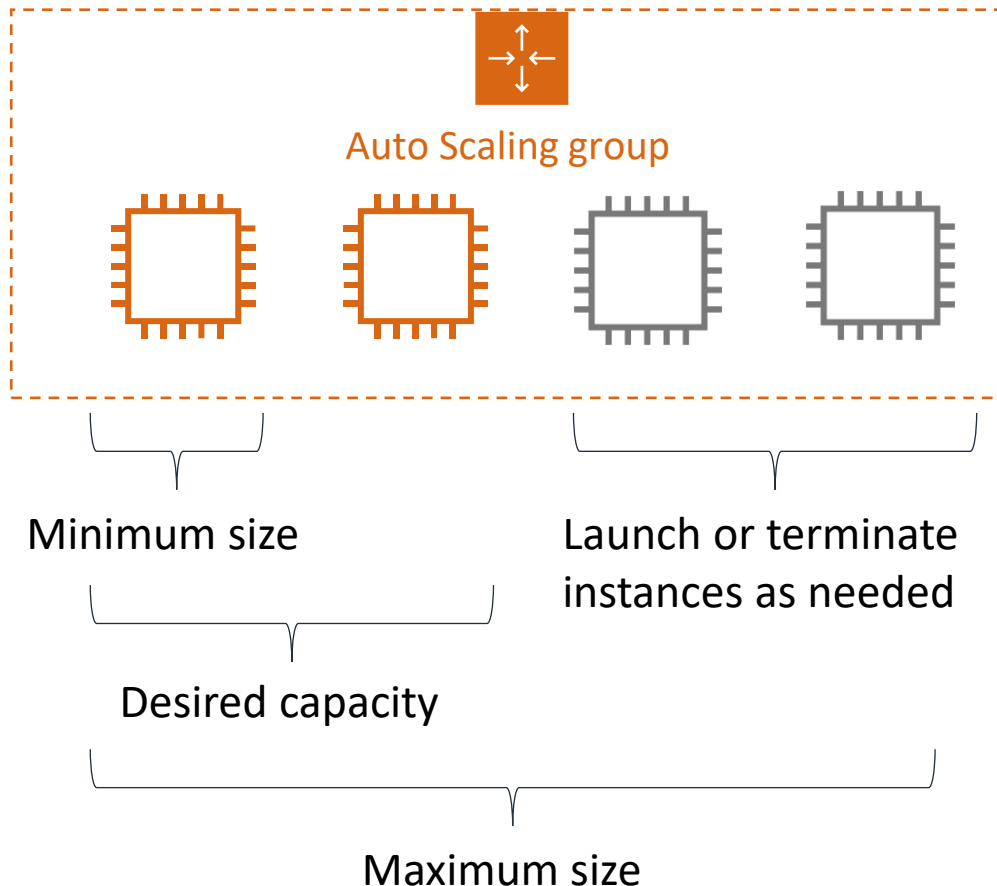 Auto Scaling group
Minimum size
Launch or terminate
instances as needed
Desired capacity
Maximum size